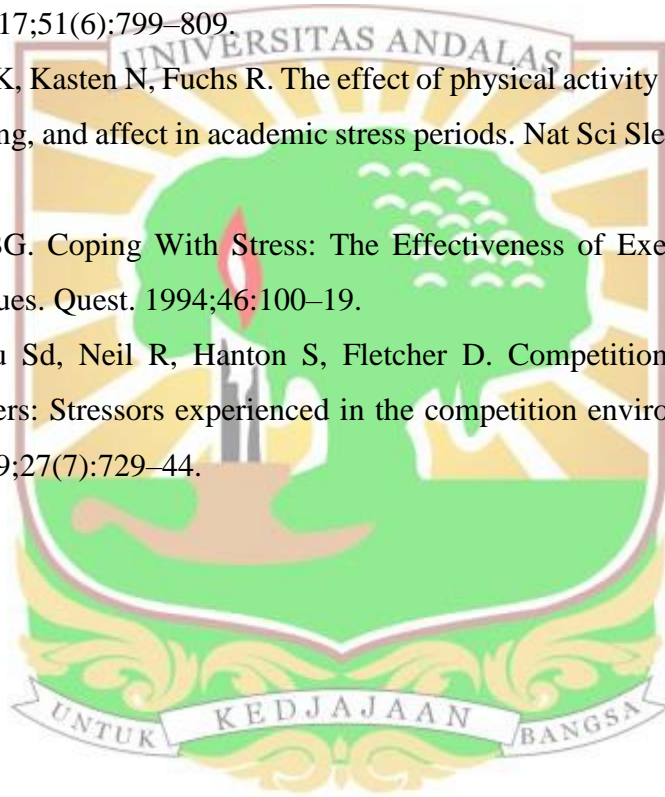 17;51(6):799–809.
UNIVERSITAS ANDALAS
K, Kasten N, Fuchs R. The effect of physical activity
ng, and affect in academic stress periods. Nat Sci Sle
G. Coping With Stress: The Effectiveness of Exe
ues. Quest. 1994;46:100–19.
u Sd, Neil R, Hanton S, Fletcher D. Competition
ers: Stressors experienced in the competition enviro
9;27(7):729–44.
UNTUK KEDJAJAAN BANGSA